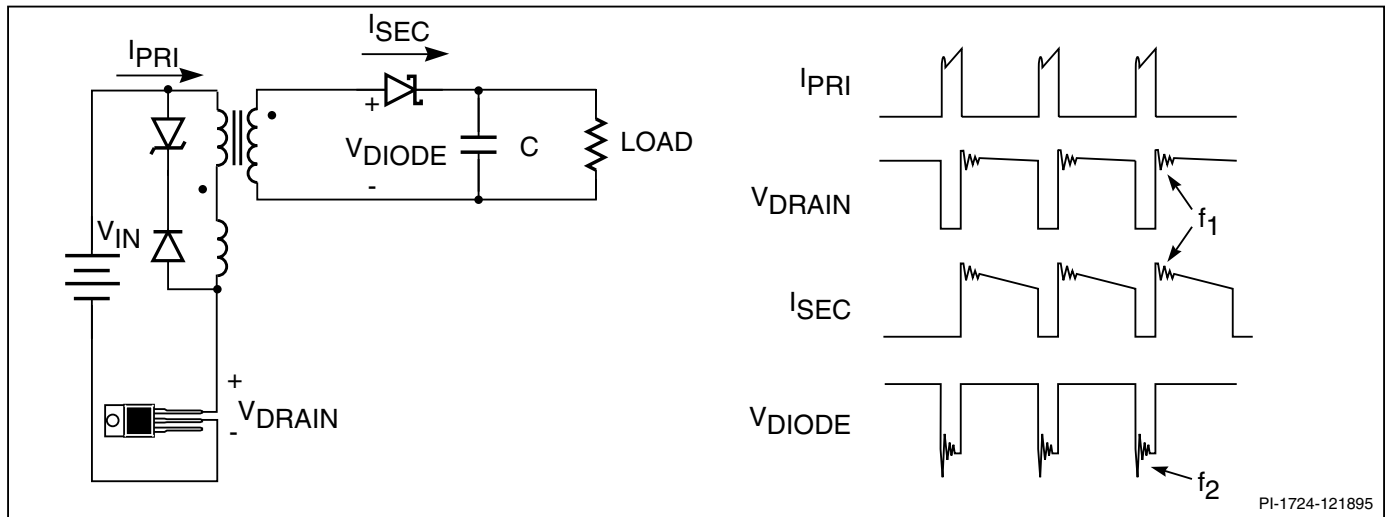 ISEC
IPRI
+
VDIODE
-
C
LOAD
VIN
+
VDRAIN
-
IPRI
VDRAIN
f1
ISEC
VDIODE
f2
PI-1724-121895